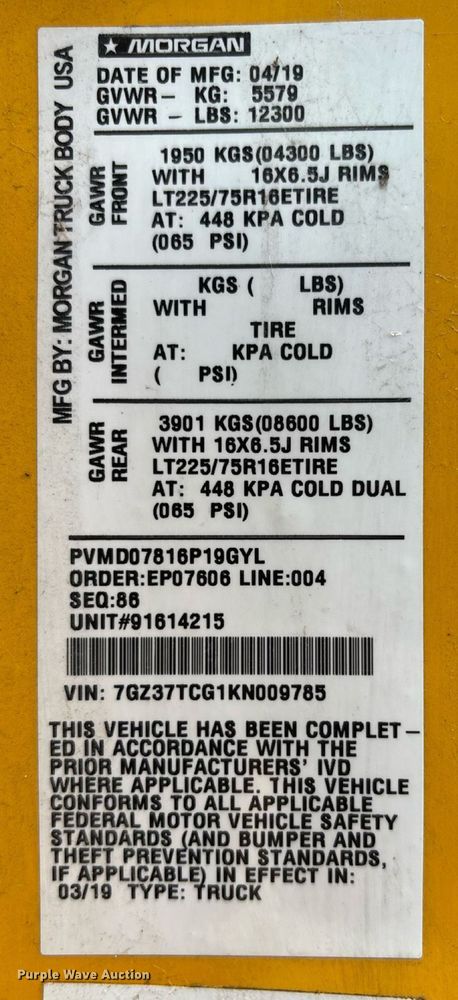 ★ MORGAN
MFG BY: MORGAN TRUCK BODY USA
DATE OF MFG: 04/19
GVWR- KG: 5579
GVWR - LBS: 12300
GAWR
FRONT
1950 KGS(04300 LBS)
WITH 16X6.5J RIMS
LT225/75R16ETIRE
AT: 448 KPA COLD
(065 PSI)
GAWR
INTERMED
KGS ( LBS)
WITH RIMS
TIRE
AT: KPA COLD
( PSI)
GAWR
REAR
3901 KGS(08600 LBS)
WITH 16X6.5J RIMS
LT225/75R16ETIRE
AT: 448 KPA COLD DUAL
(065 PSI)
PVMD07816P19GYL
ORDER:EP07606 LINE:004
SEQ:86
UNIT#91614215
VIN: 7GZ37TCG1KN009785
THIS VEHICLE HAS BEEN COMPLET-
ED IN ACCORDANCE WITH THE
PRIOR MANUFACTURERS' IVD
WHERE APPLICABLE. THIS VEHICLE
CONFORMS TO ALL APPLICABLE
FEDERAL MOTOR VEHICLE SAFETY
STANDARDS (AND BUMPER AND
THEFT PREVENTION STANDARDS,
IF APPLICABLE) IN EFFECT IN:
03/19 TYPE: TRUCK
Purple Wave Auction